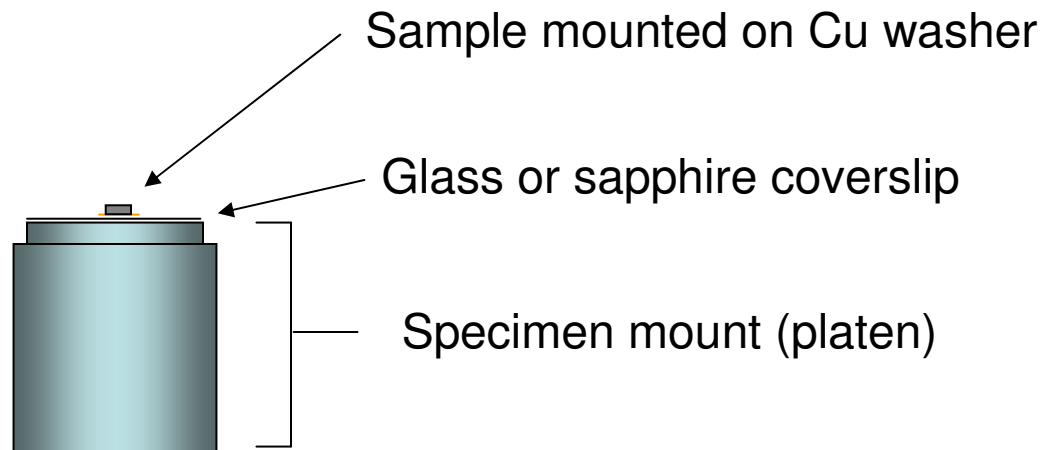 Sample mounted on Cu washer
Glass or sapphire coverslip
Specimen mount (platen)